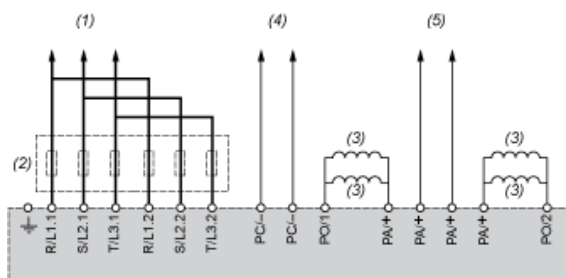 (1) (4) (5)
(2)
(3) (3)
(3) (3)
R/L1.1
S/L2.1
T/L3.1
R/L1.2
S/L2.2
T/L3.2
PC/–
PC/–
PO/1
PA/+
PA/+
PA/+
PA/+
PO/2